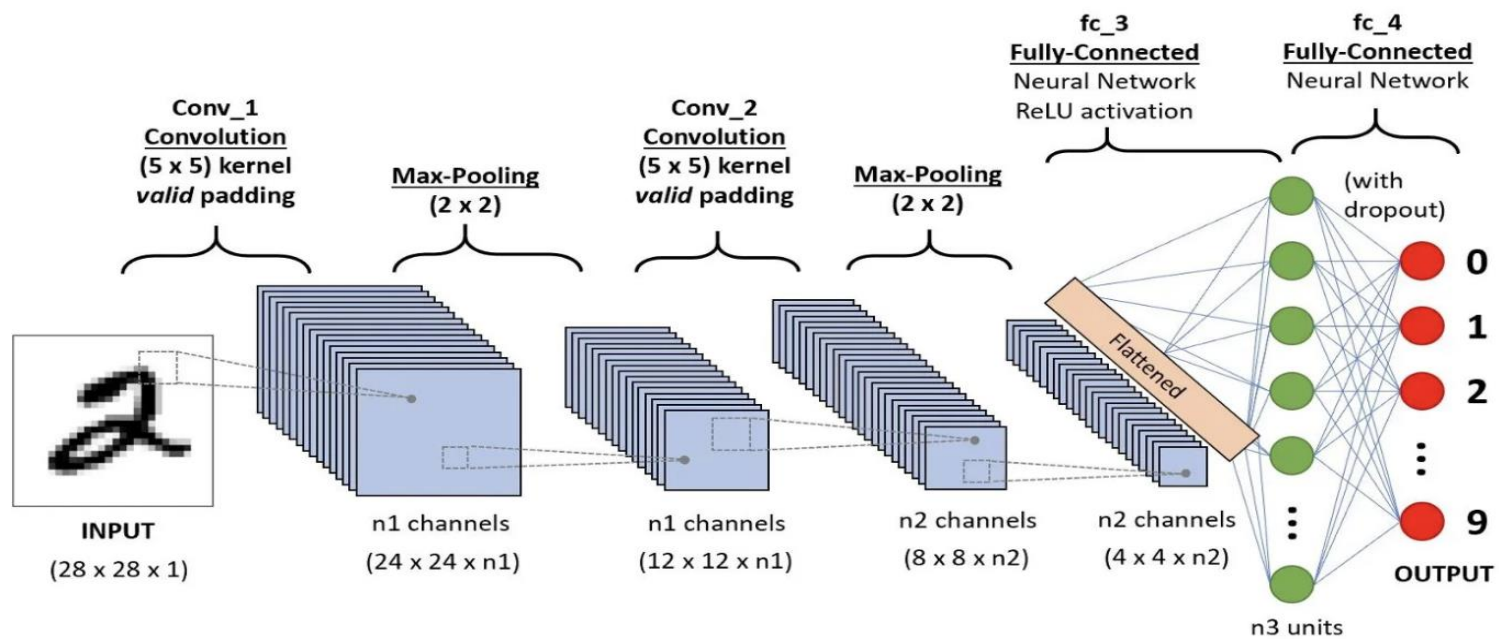 Conv_1
Convolution
(5 x 5) kernel
valid padding
Max-Pooling
(2 x 2)
Conv_2
Convolution
(5 x 5) kernel
valid padding
Max-Pooling
(2 x 2)
fc_3
Fully-Connected
Neural Network
ReLU activation
fc_4
Fully-Connected
Neural Network
(with
dropout)
Flattened
0
1
2
9
OUTPUT
INPUT
(28 x 28 x 1)
n1 channels
(24 x 24 x n1)
n1 channels
(12 x 12 x n1)
n2 channels
(8 x 8 x n2)
n2 channels
(4 x 4 x n2)
n3 units
2